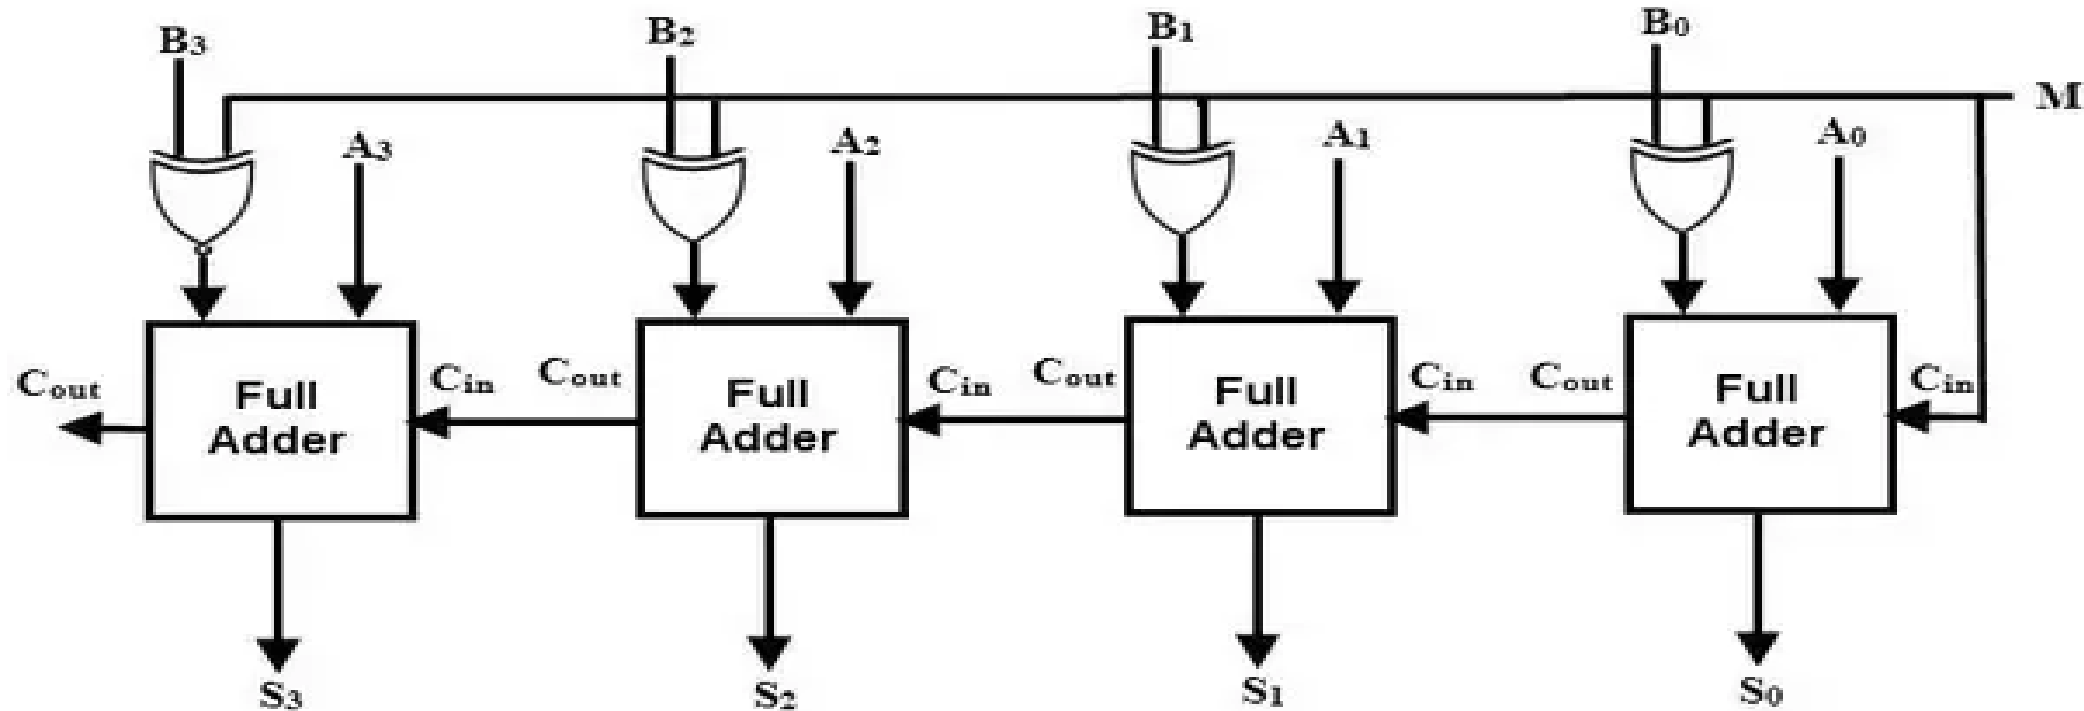 B3 B2 B1 B0
M
A3 A2 A1 A0
Cout Cin Cout Cin Cout Cin Cout Cin
Full Full Full Full
Adder Adder Adder Adder
S3 S2 S1 S0